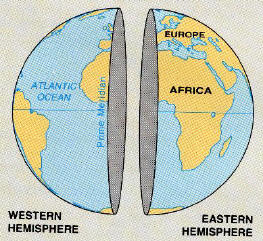 ATLANTIC
OCEAN
Prime Meridian
EUROPE
AFRICA
WESTERN
HEMISPHERE
EASTERN
HEMISPHERE